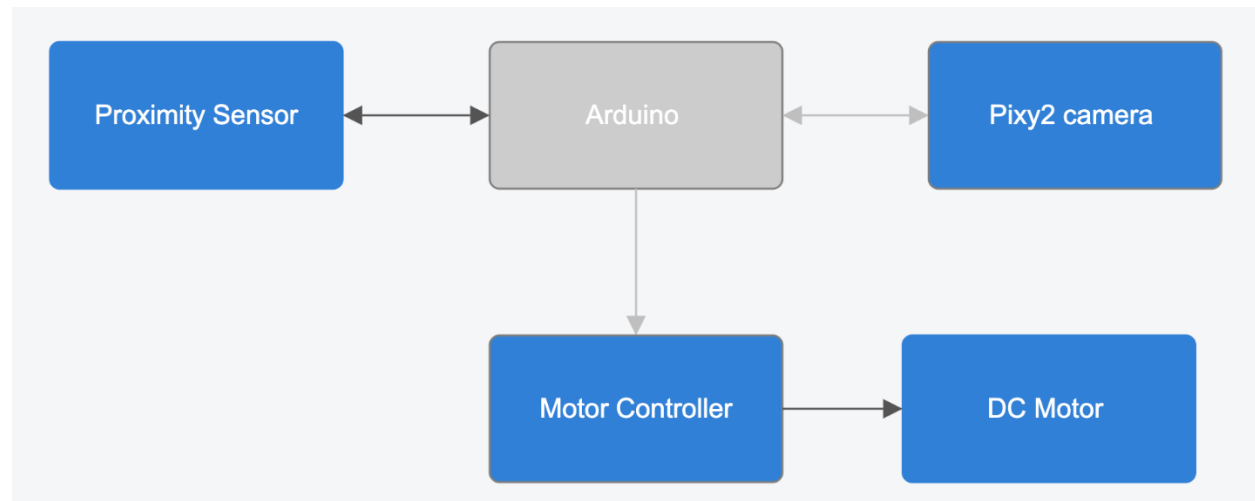 Proximity Sensor
Arduino
Pixy2 camera
Motor Controller
DC Motor